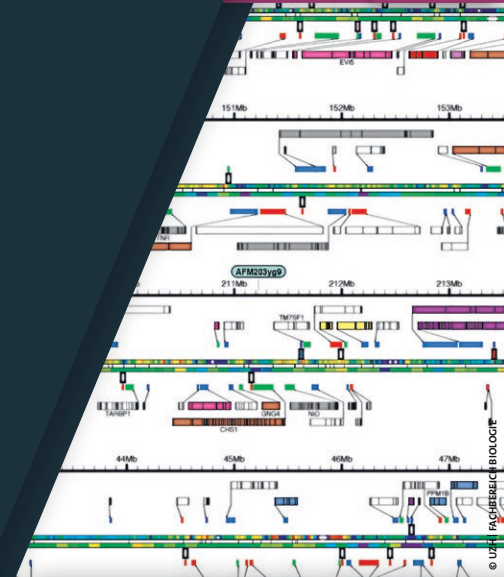 EVI5
151Mb 152Mb 153Mb
TNR
AFM203yg9
211Mb 212Mb 213Mb
TM7SF1
TARBP1
GNG4
NID
CHS1
44Mb 45Mb 46Mb 47Mb
PPM1B
© UZH | FACHBEREICH BIOLOGIE